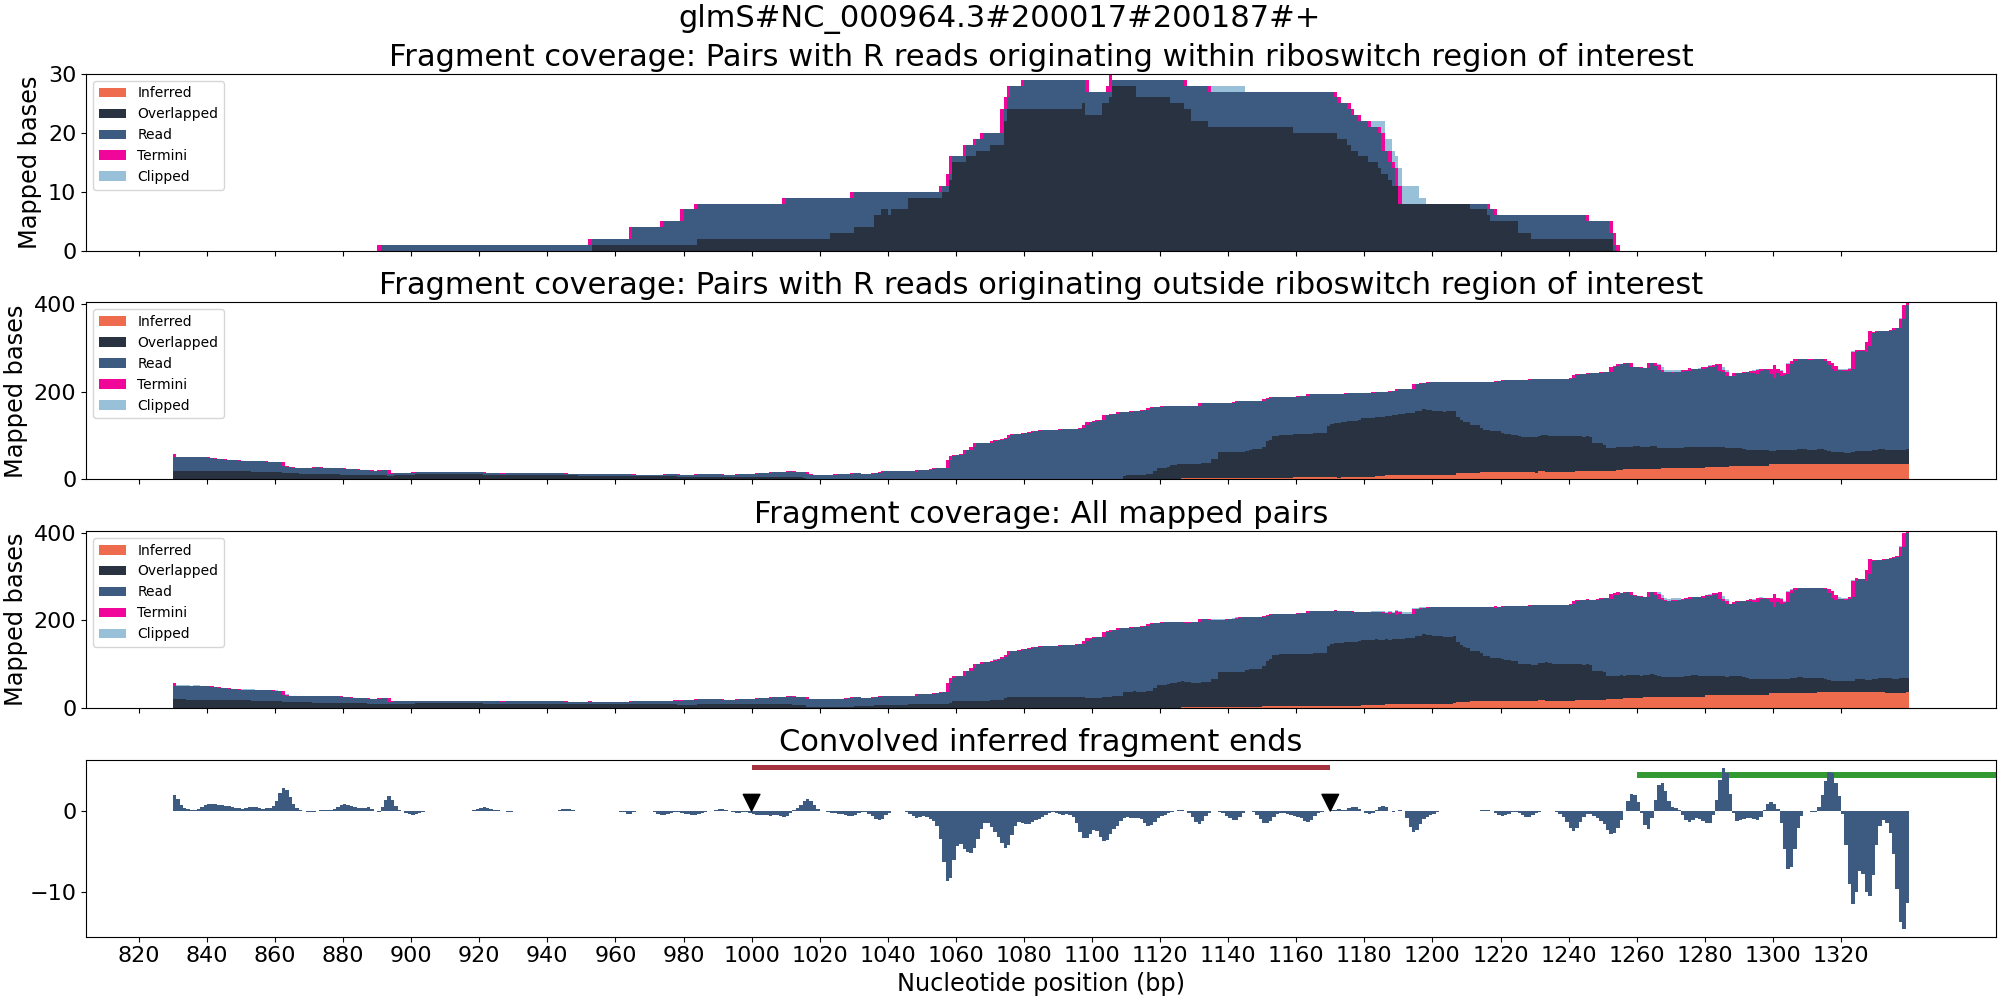 glmS#NC_000964.3#200017#200187#+
Fragment coverage: Pairs with R reads originating within riboswitch region of interest
Mapped bases
30
20
10
0
Inferred
Overlapped
Read
Termini
Clipped
Fragment coverage: Pairs with R reads originating outside riboswitch region of interest
Mapped bases
400
200
0
Inferred
Overlapped
Read
Termini
Clipped
Fragment coverage: All mapped pairs
Mapped bases
400
200
0
Inferred
Overlapped
Read
Termini
Clipped
Convolved inferred fragment ends
0
−10
820 840 860 880 900 920 940 960 980 1000 1020 1040 1060 1080 1100 1120 1140 1160 1180 1200 1220 1240 1260 1280 1300 1320
Nucleotide position (bp)